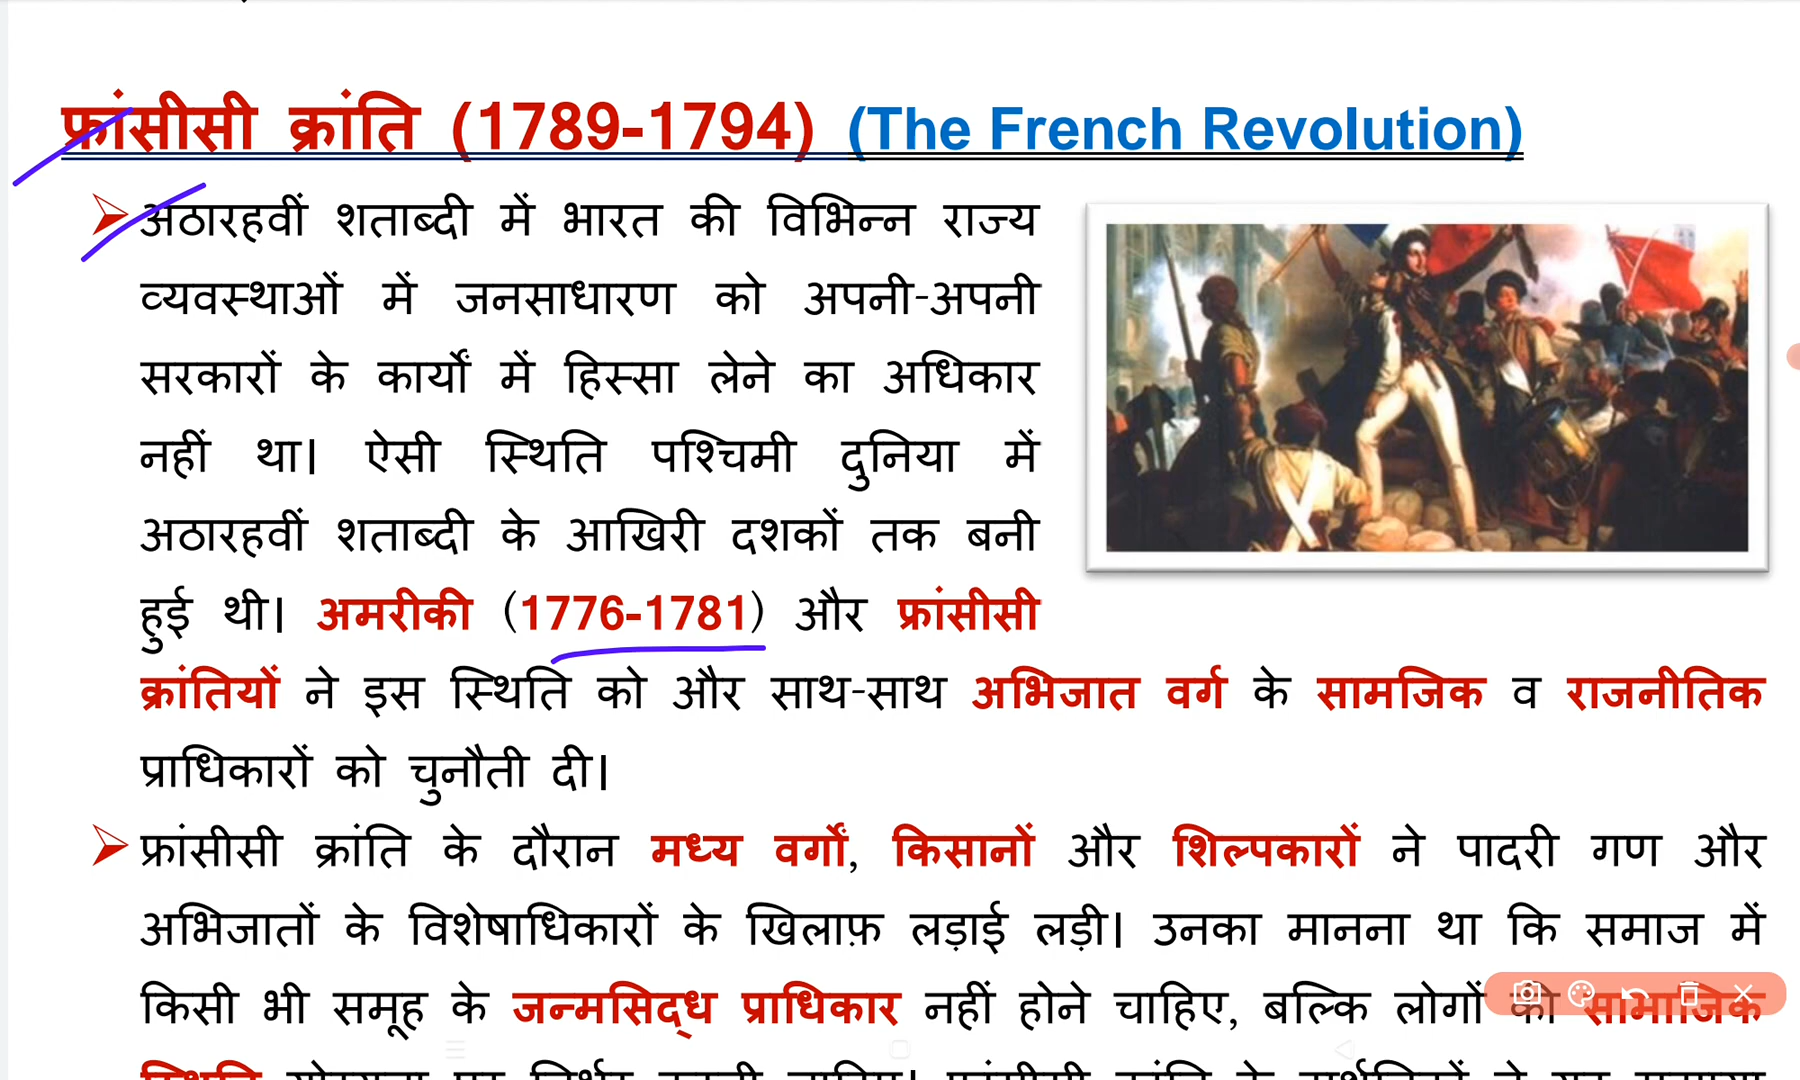 फ्रांसीसी क्रांति (1789-1794) (The French Revolution)
अठारहवीं शताब्दी में भारत की विभिन्न राज्य
व्यवस्थाओं में जनसाधारण को अपनी-अपनी
सरकारों के कार्यों में हिस्सा लेने का अधिकार
नहीं था। ऐसी स्थिति पश्चिमी दुनिया में
अठारहवीं शताब्दी के आखिरी दशकों तक बनी
हुई थी। अमरीकी (1776-1781) और फ्रांसीसी
क्रांतियों ने इस स्थिति को और साथ-साथ अभिजात वर्ग के सामजिक व राजनीतिक
प्राधिकारों को चुनौती दी।
फ्रांसीसी क्रांति के दौरान मध्य वर्गों, किसानों और शिल्पकारों ने पादरी गण और
अभिजातों के विशेषाधिकारों के खिलाफ़ लड़ाई लड़ी। उनका मानना था कि समाज में
किसी भी समूह के जन्मसिद्ध प्राधिकार नहीं होने चाहिए, बल्कि लोगों की सामाजिक
स्थिति